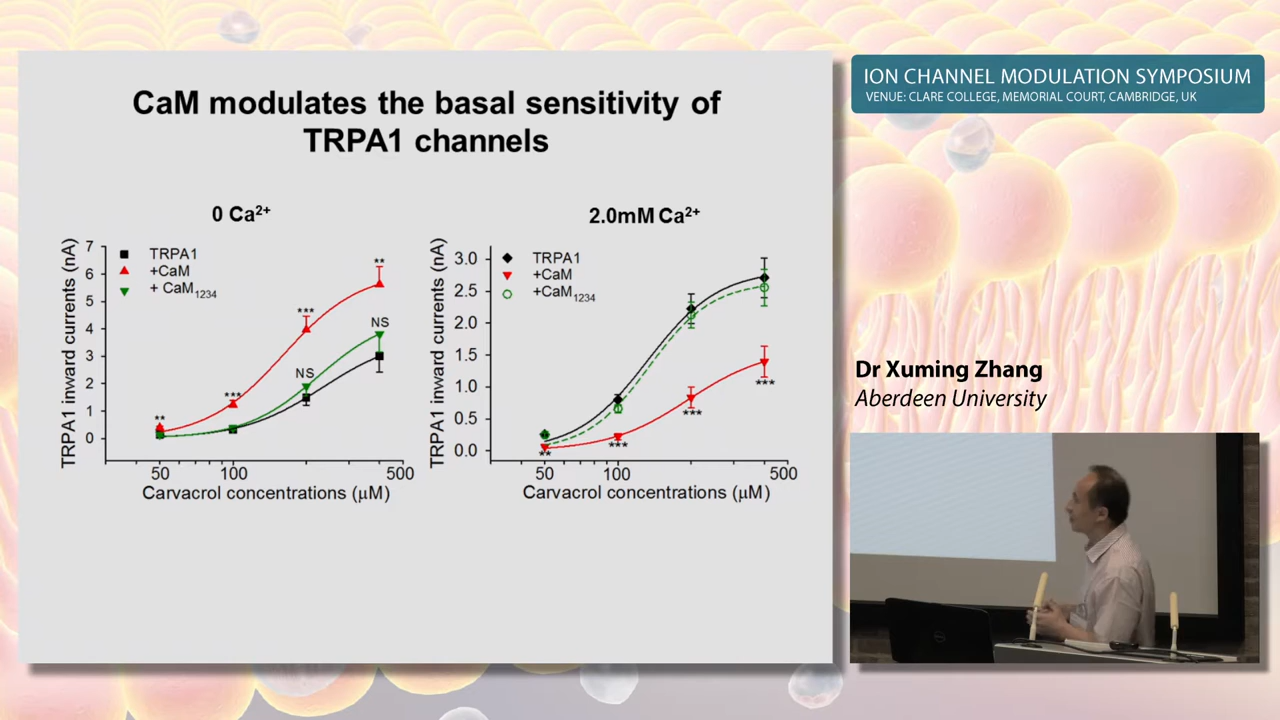 CaM modulates the basal sensitivity of
TRPA1 channels
0 Ca²⁺
TRPA1 inward currents (nA)
7
6
5
4
3
2
1
0
TRPA1
+CaM
+ CaM₁₂₃₄
**
***
***
**
NS
NS
50
100
500
Carvacrol concentrations (μM)
2.0mM Ca²⁺
TRPA1 inward currents (nA)
3.0
2.5
2.0
1.5
1.0
0.5
0.0
TRPA1
+CaM
+CaM₁₂₃₄
**
***
***
***
50
100
500
Carvacrol concentrations (μM)
ION CHANNEL MODULATION SYMPOSIUM
VENUE: CLARE COLLEGE, MEMORIAL COURT, CAMBRIDGE, UK
Dr Xuming Zhang
Aberdeen University